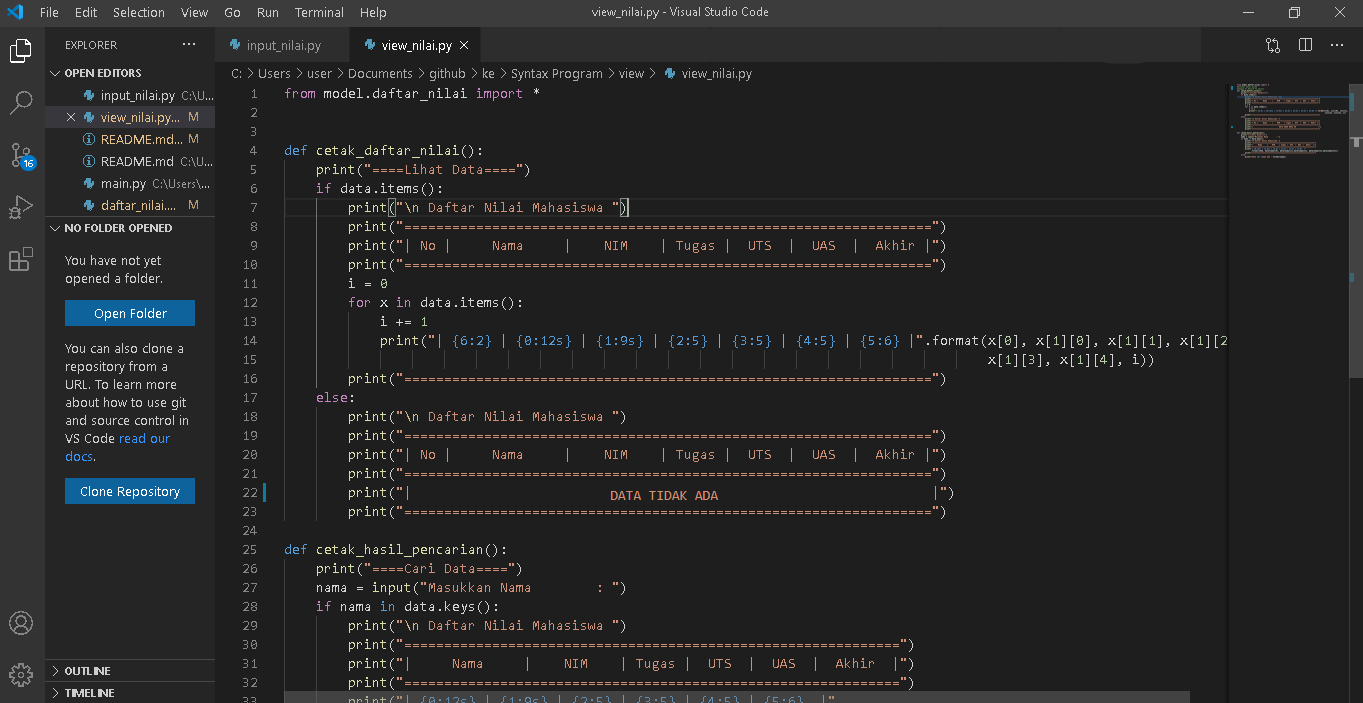 File Edit Selection View Go Run Terminal Help view_nilai.py - Visual Studio Code
EXPLORER ···
input_nilai.py
view_nilai.py
OPEN EDITORS
input_nilai.py C:\U...
view_nilai.py... M
README.md... M
README.md C:\U...
main.py C:\Users\...
daftar_nilai.... M
NO FOLDER OPENED
You have not yet
opened a folder.
Open Folder
You can also clone a
repository from a
URL. To learn more
about how to use git
and source control in
VS Code read our
docs.
Clone Repository
OUTLINE
TIMELINE
16
C: > Users > user > Documents > github > ke > Syntax Program > view > view_nilai.py
1 from model.daftar_nilai import *
2
3
4 def cetak_daftar_nilai():
5     print("====Lihat Data====")
6     if data.items():
7         print("\n Daftar Nilai Mahasiswa ")
8         print("==================================================================")
9         print("| No |     Nama     |    NIM    | Tugas |  UTS  |  UAS  |  Akhir |")
10         print("==================================================================")
11         i = 0
12         for x in data.items():
13             i += 1
14             print("| {6:2} | {0:12s} | {1:9s} | {2:5} | {3:5} | {4:5} | {5:6} |".format(x[0], x[1][0], x[1][1], x[1][2
15                                                                                         x[1][3], x[1][4], i))
16         print("==================================================================")
17     else:
18         print("\n Daftar Nilai Mahasiswa ")
19         print("==================================================================")
20         print("| No |     Nama     |    NIM    | Tugas |  UTS  |  UAS  |  Akhir |")
21         print("==================================================================")
22         print("|                         DATA TIDAK ADA                          |")
23         print("==================================================================")
24
25 def cetak_hasil_pencarian():
26     print("====Cari Data====")
27     nama = input("Masukkan Nama        : ")
28     if nama in data.keys():
29         print("\n Daftar Nilai Mahasiswa ")
30         print("==============================================================")
31         print("|     Nama     |    NIM    | Tugas |  UTS  |  UAS  |  Akhir  |")
32         print("==============================================================")
33         print("| {0:12s} | {1:9s} | {2:5} | {3:5} | {4:5} | {5:6}  |"